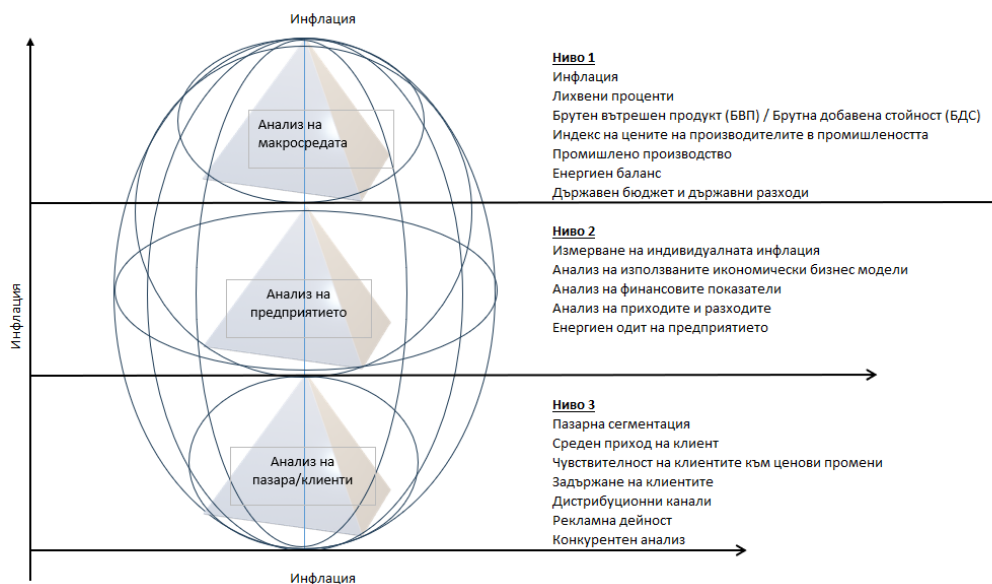 Инфлация
Ниво 1
Инфлация
Лихвени проценти
Брутен вътрешен продукт (БВП) / Брутна добавена стойност (БДС)
Индекс на цените на производителите в промишлеността
Промишлено производство
Енергиен баланс
Държавен бюджет и държавни разходи
Анализ на
макросредата
Ниво 2
Измерване на индивидуалната инфлация
Анализ на използваните икономически бизнес модели
Анализ на финансовите показатели
Анализ на приходите и разходите
Енергиен одит на предприятието
Анализ на
предприятието
Инфлация
Ниво 3
Пазарна сегментация
Среден приход на клиент
Чувствителност на клиентите към ценови промени
Задържане на клиентите
Дистрибуционни канали
Рекламна дейност
Конкурентен анализ
Анализ на
пазара/клиенти
Инфлация